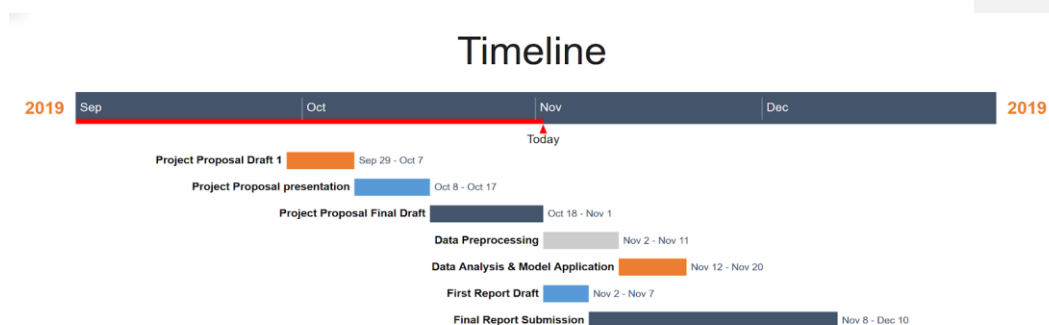 Timeline
2019 Sep Oct Nov Dec 2019
Today
Project Proposal Draft 1 Sep 29 - Oct 7
Project Proposal presentation Oct 8 - Oct 17
Project Proposal Final Draft Oct 18 - Nov 1
Data Preprocessing Nov 2 - Nov 11
Data Analysis & Model Application Nov 12 - Nov 20
First Report Draft Nov 2 - Nov 7
Final Report Submission Nov 8 - Dec 10